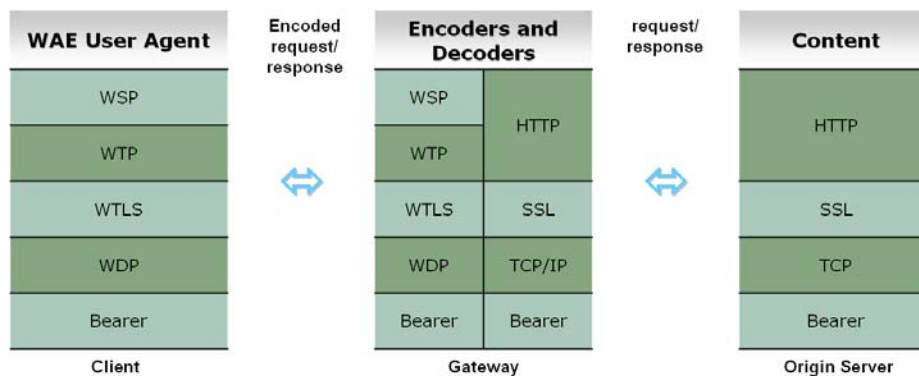 WAE User Agent
Encoded
request/
response
Encoders and
Decoders
request/
response
Content
WSP
WSP
HTTP
HTTP
WTP
WTP
WTLS
WTLS
SSL
SSL
WDP
WDP
TCP/IP
TCP
Bearer
Bearer
Bearer
Bearer
Client
Gateway
Origin Server